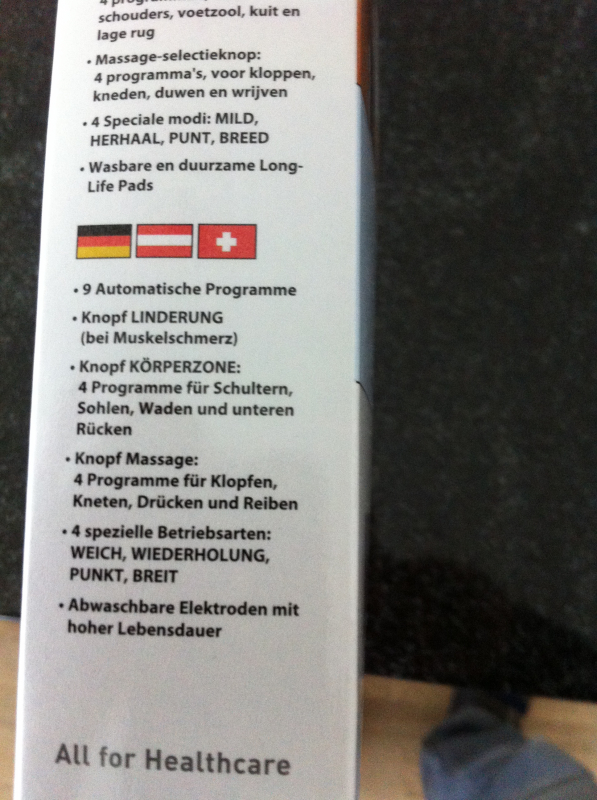 4
schouders, voetzool, kuit en
lage rug
• Massage-selectieknop:
4 programma's, voor kloppen,
kneden, duwen en wrijven
• 4 Speciale modi: MILD,
HERHAAL, PUNT, BREED
• Wasbare en duurzame Long-
Life Pads
• 9 Automatische Programme
• Knopf LINDERUNG
(bei Muskelschmerz)
• Knopf KÖRPERZONE:
4 Programme für Schultern,
Sohlen, Waden und unteren
Rücken
• Knopf Massage:
4 Programme für Klopfen,
Kneten, Drücken und Reiben
• 4 spezielle Betriebsarten:
WEICH, WIEDERHOLUNG,
PUNKT, BREIT
• Abwaschbare Elektroden mit
hoher Lebensdauer
All for Healthcare